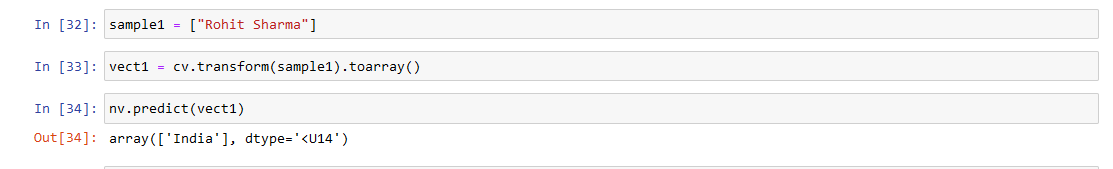 In [32]: sample1 = ["Rohit Sharma"]
In [33]: vect1 = cv.transform(sample1).toarray()
In [34]: nv.predict(vect1)
Out[34]: array(['India'], dtype='<U14')